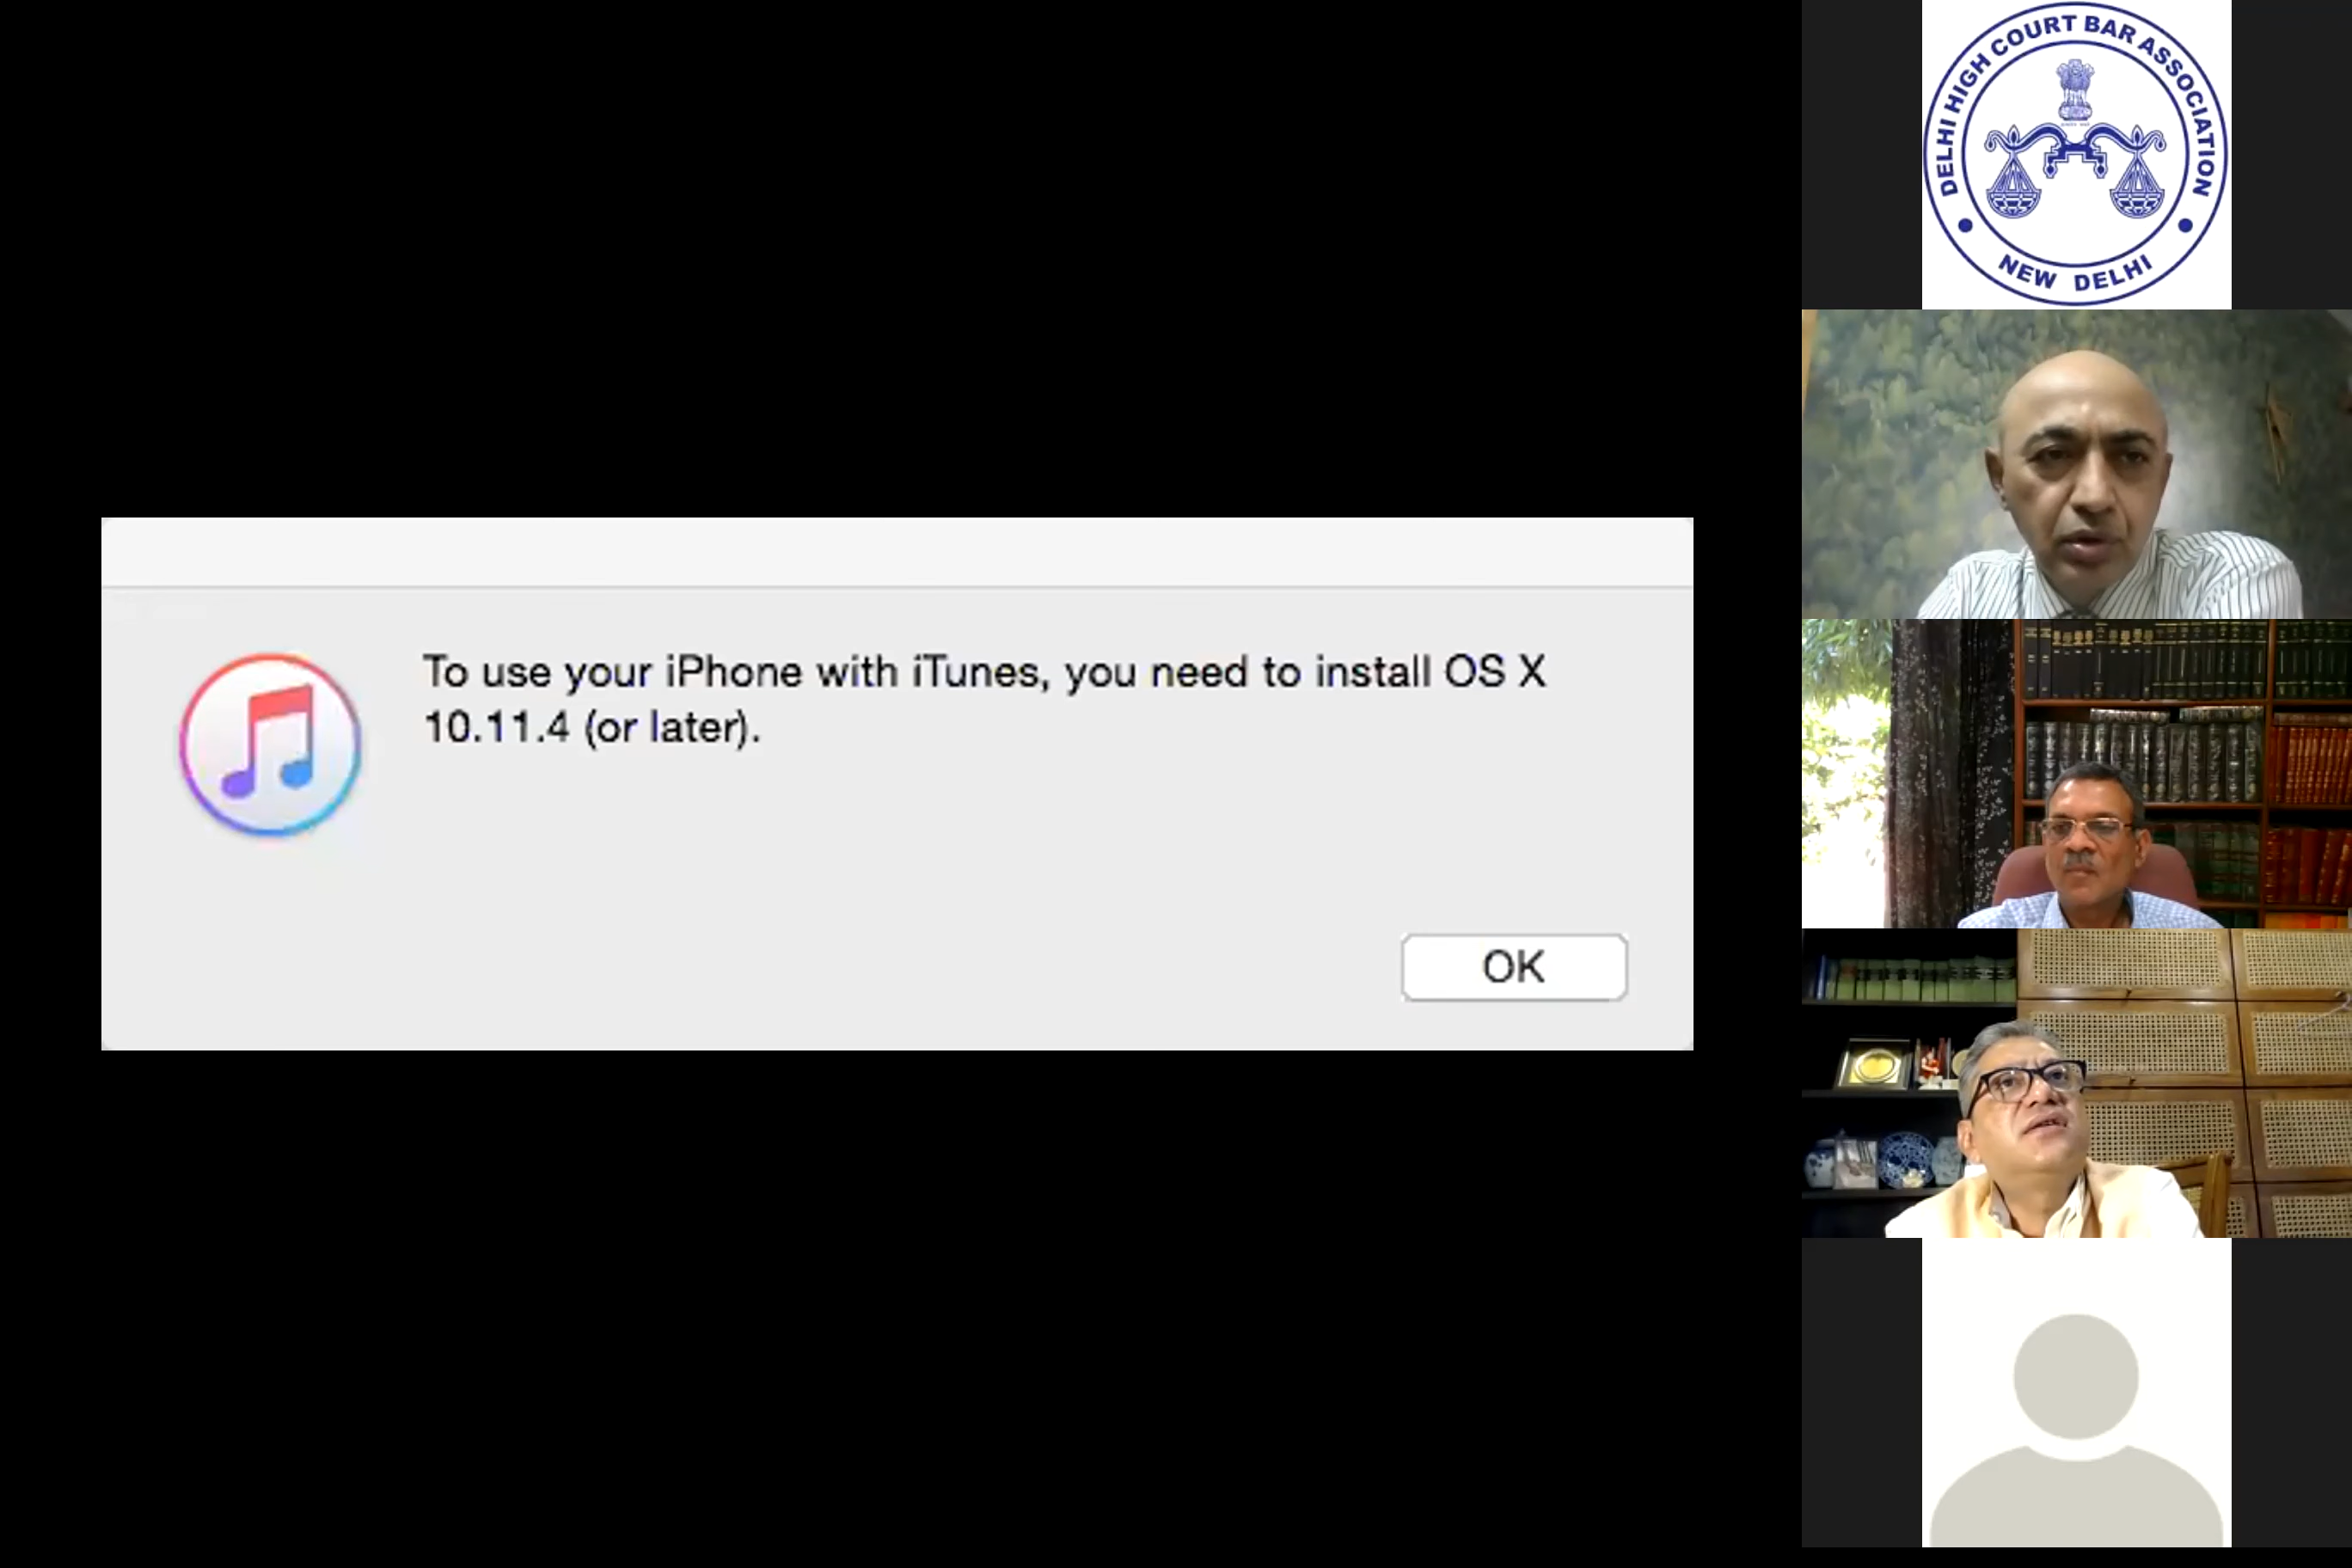 To use your iPhone with iTunes, you need to install OS X
10.11.4 (or later).
OK
DELHI HIGH COURT BAR ASSOCIATION
NEW DELHI